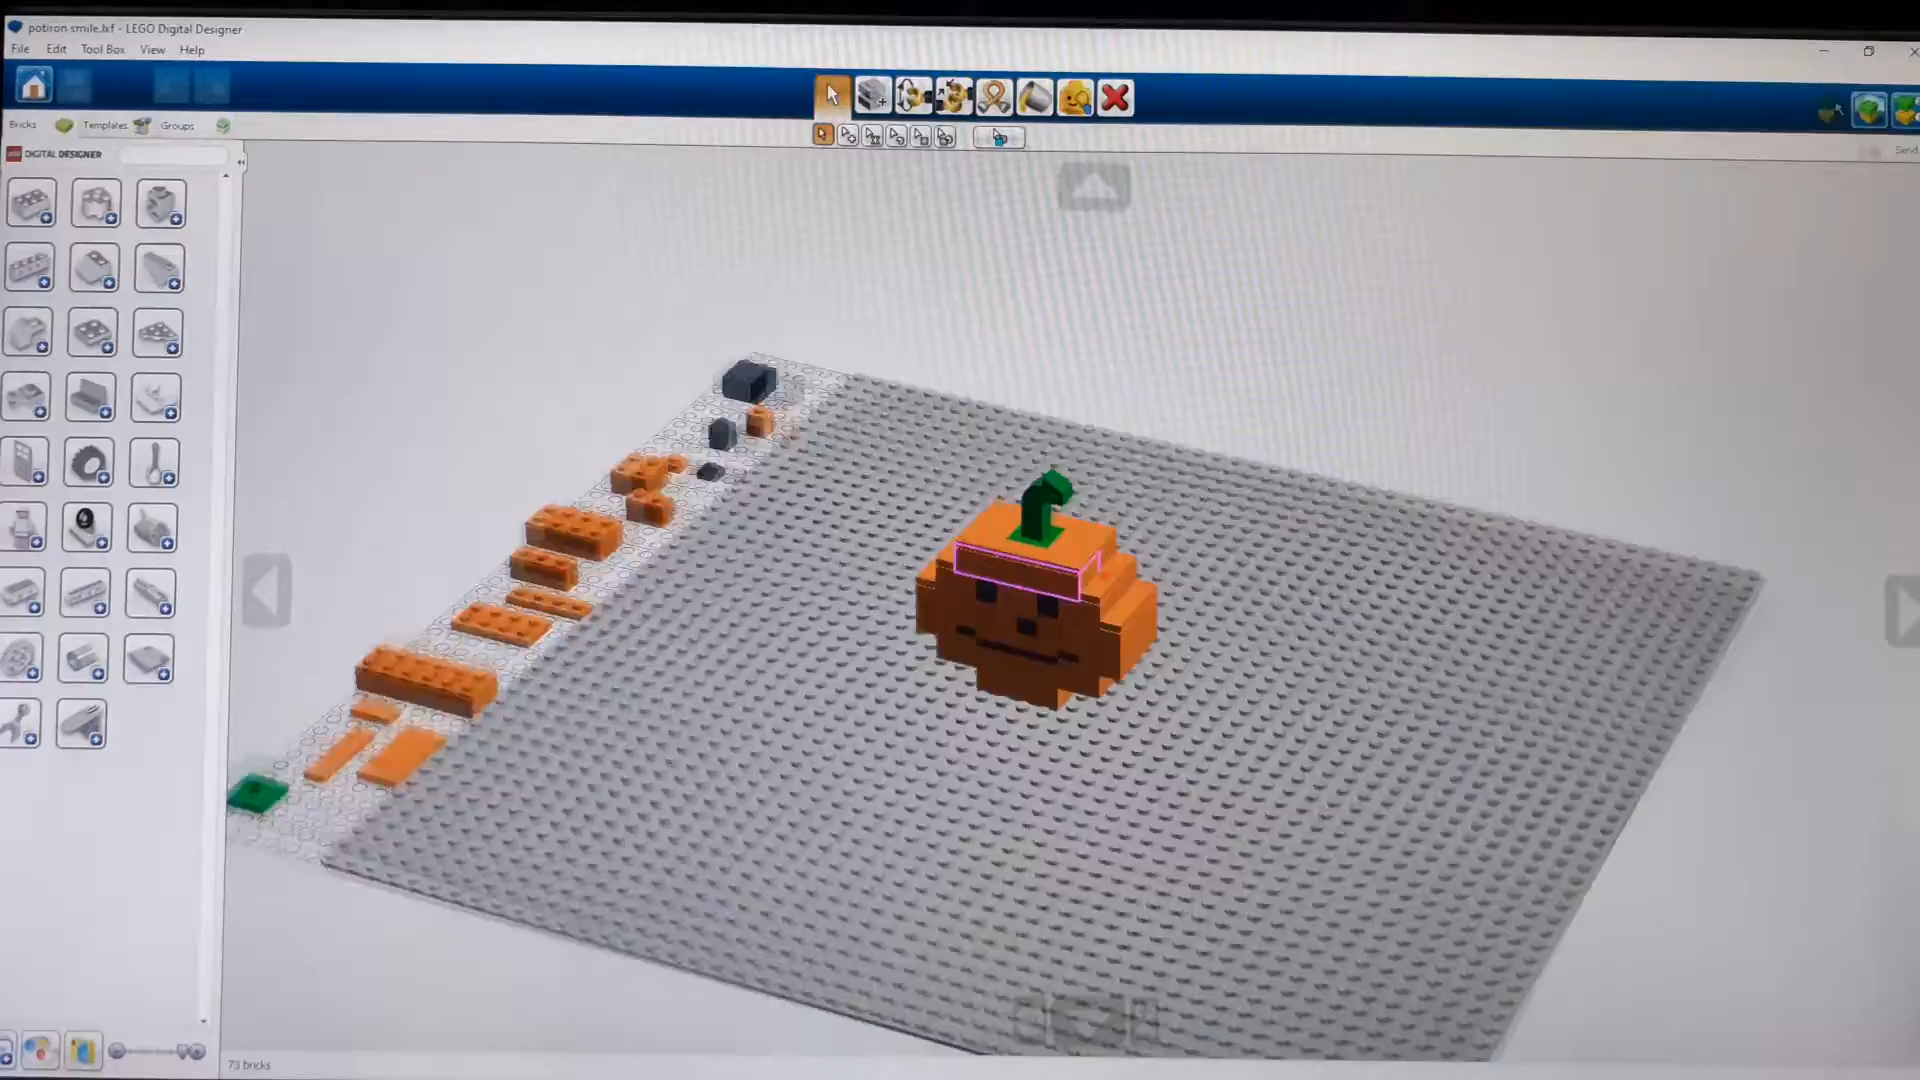 potiron smile.lxf - LEGO Digital Designer
File Edit Tool Box View Help
Bricks Templates Groups
DIGITAL DESIGNER
Send
73 bricks